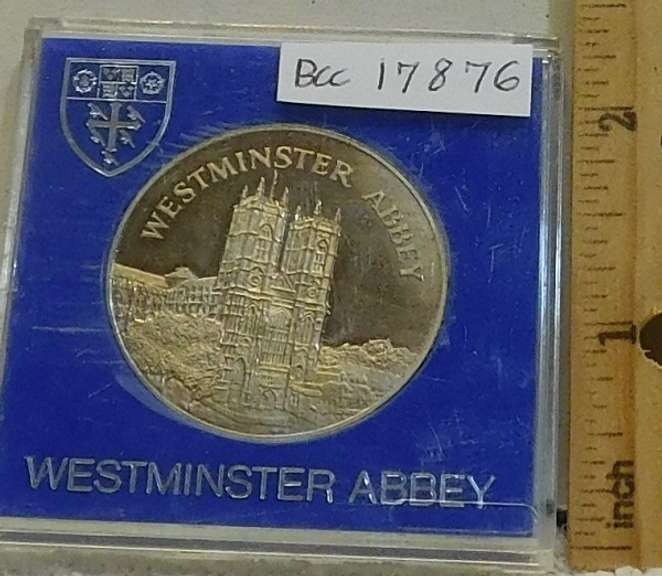 Bcc 17876
WESTMINSTER ABBEY
WESTMINSTER ABBEY
2
1
inch